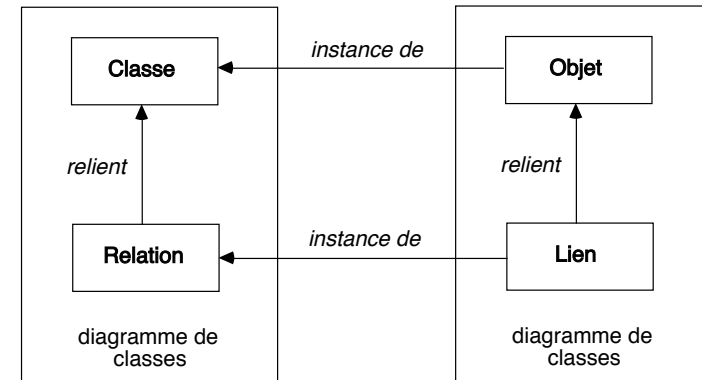 instance de
Classe
Objet
relient
relient
instance de
Relation
Lien
diagramme de
classes
diagramme de
classes